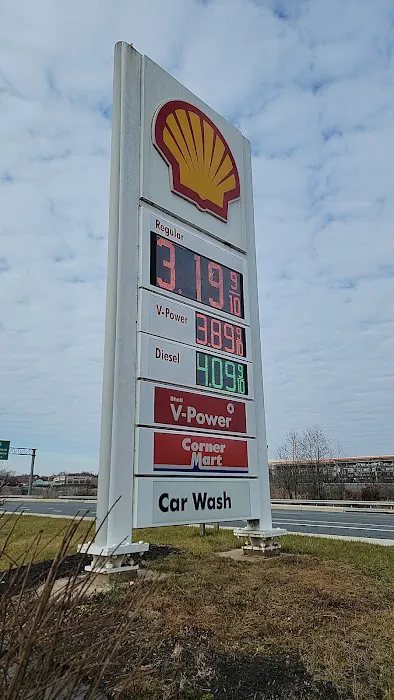 Regular
3.19 9/10
V-Power
3.89 9/10
Diesel
4.09 9/10
Shell
V-Power
Corner
Mart
Car Wash